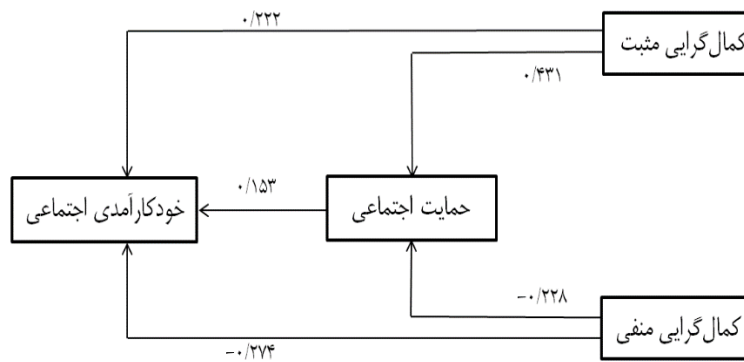 ۰/۲۲۲
کمال‌گرایی مثبت
۰/۴۳۱
۰/۱۵۳
خودکارآمدی اجتماعی
حمایت اجتماعی
-۰/۲۲۸
کمال‌گرایی منفی
-۰/۲۷۴